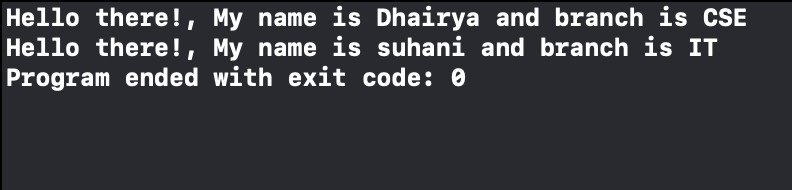 Hello there!, My name is Dhairya and branch is CSE
Hello there!, My name is suhani and branch is IT
Program ended with exit code: 0